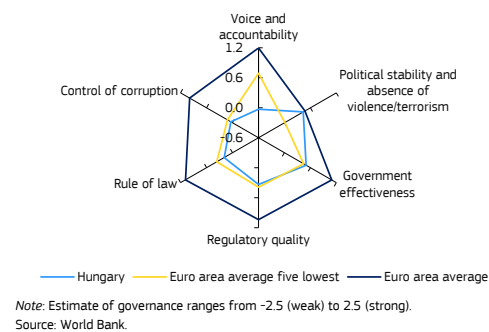 Voice and
accountability
1.2
0.6
0.0
-0.6
Political stability and
absence of
violence/terrorism
Control of corruption
Government
effectiveness
Rule of law
Regulatory quality
Hungary
Euro area average five lowest
Euro area average
Note: Estimate of governance ranges from -2.5 (weak) to 2.5 (strong).
Source: World Bank.